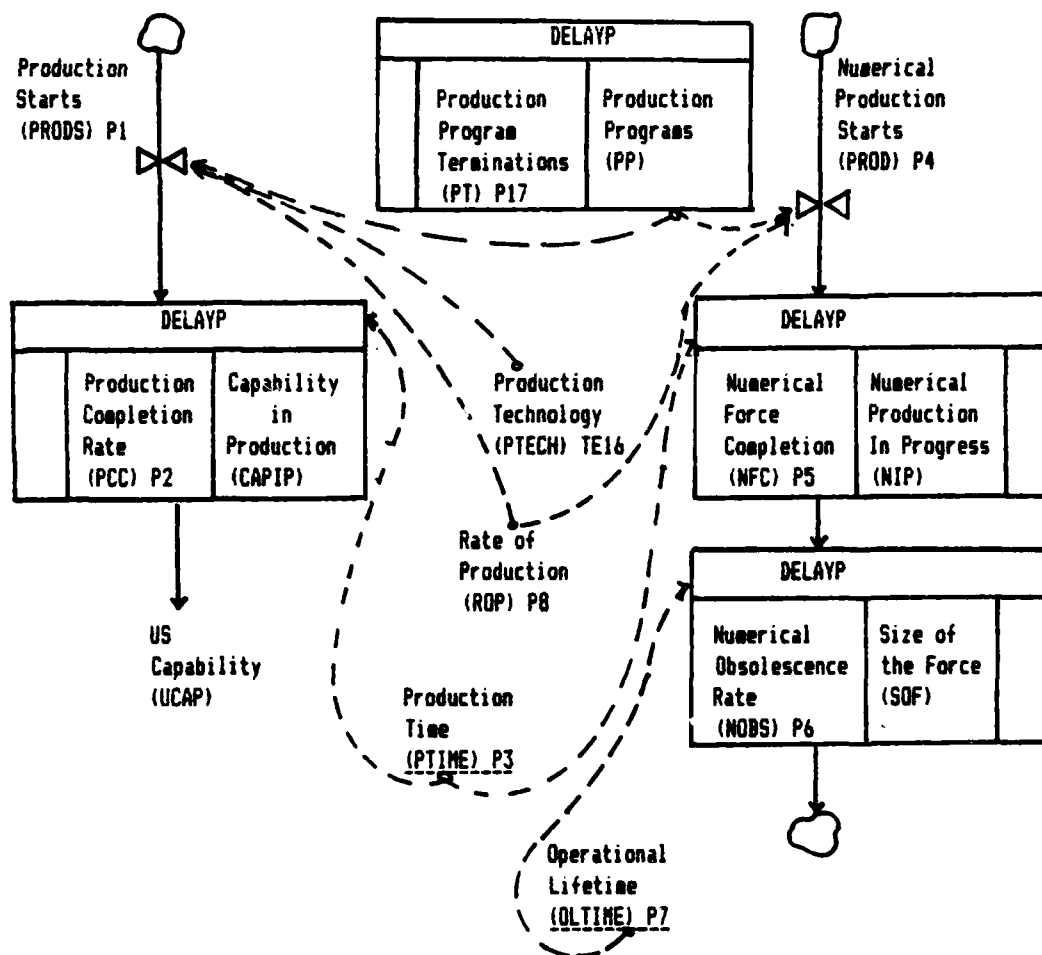 DELAYP
Production
Starts
(PRODS) P1
Production
Program
Terminations
(PT) P17
Production
Programs
(PP)
Numerical
Production
Starts
(PROD) P4
DELAYP
Production
Completion
Rate
(PCC) P2
Capability
in
Production
(CAPIP)
Production
Technology
(PTECH) TE16
DELAYP
Numerical
Force
Completion
(NFC) P5
Numerical
Production
In Progress
(NIP)
Rate of
Production
(ROP) P8
US
Capability
(UCAP)
DELAYP
Numerical
Obsolescence
Rate
(NOBS) P6
Size of
the Force
(SOF)
Production
Time
(PTIME) P3
Operational
Lifetime
(OLTIME) P7